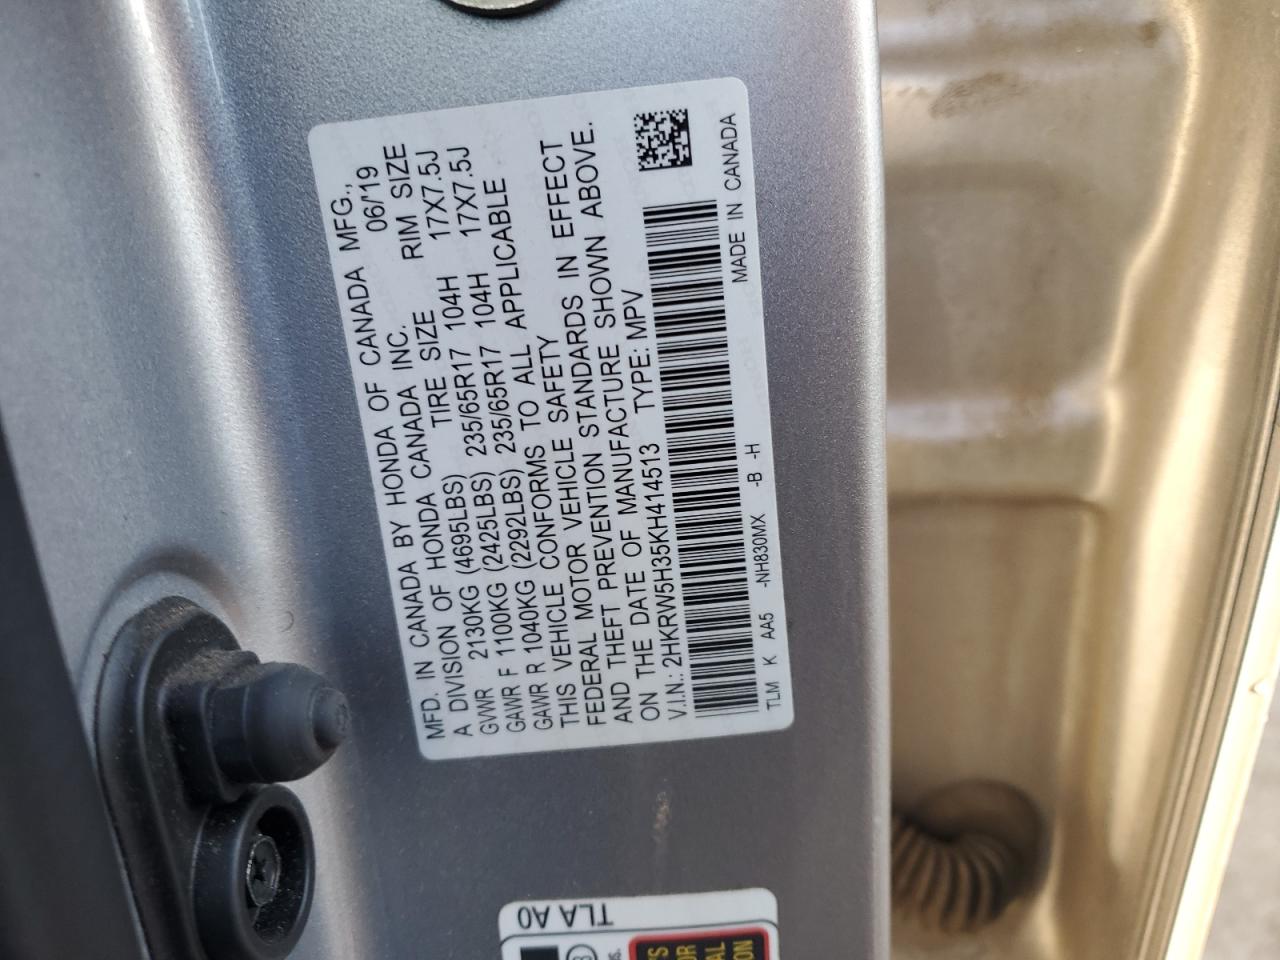 MFD. IN CANADA BY HONDA OF CANADA MFG.,
A DIVISION OF HONDA CANADA INC. 06/19
GVWR 2130KG (4695LBS) TIRE SIZE RIM SIZE
GAWR F 1100KG (2425LBS) 235/65R17 104H 17X7.5J
GAWR R 1040KG (2292LBS) 235/65R17 104H 17X7.5J
THIS VEHICLE CONFORMS TO ALL APPLICABLE
FEDERAL MOTOR VEHICLE SAFETY
AND THEFT PREVENTION STANDARDS IN EFFECT
ON THE DATE OF MANUFACTURE SHOWN ABOVE.
V.I.N.: 2HKRW5H35KH414513 TYPE: MPV
TLM K AA5 -NH830MX -B -H MADE IN CANADA
TLA A0